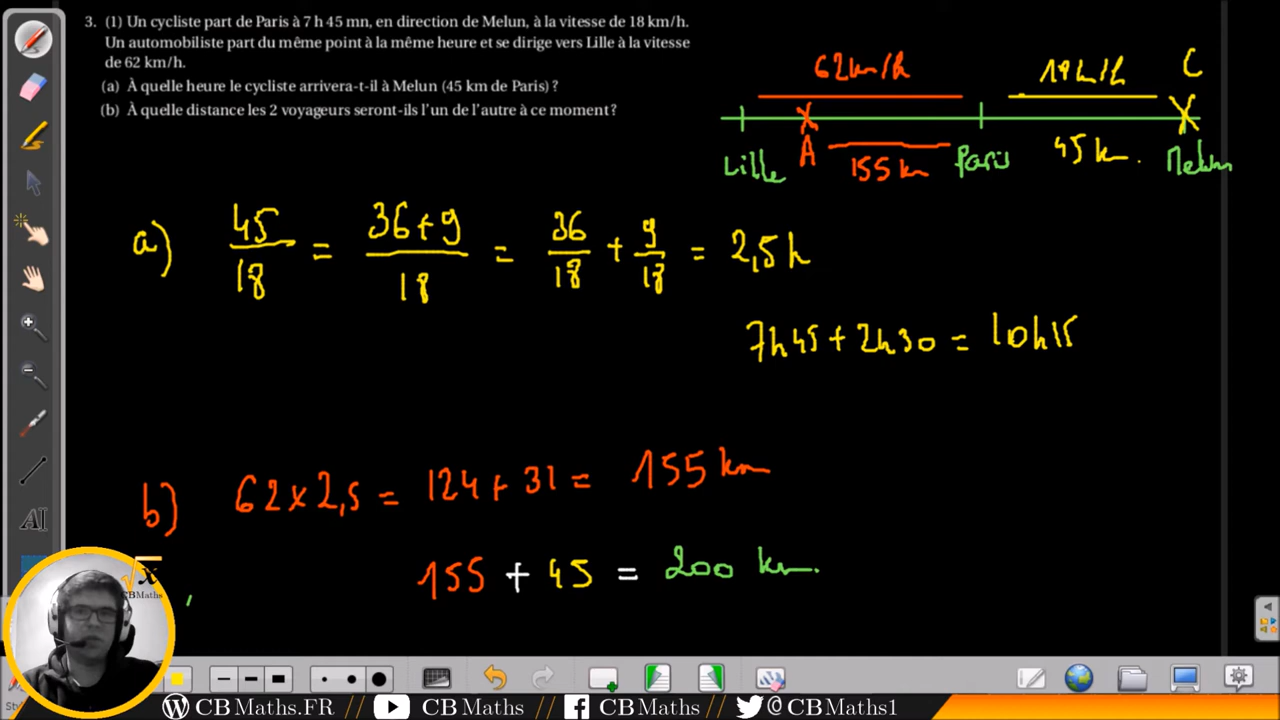 3. (1) Un cycliste part de Paris à 7 h 45 mn, en direction de Melun, à la vitesse de 18 km/h.
Un automobiliste part du même point à la même heure et se dirige vers Lille à la vitesse
de 62 km/h.
(a) À quelle heure le cycliste arrivera-t-il à Melun (45 km de Paris) ?
(b) À quelle distance les 2 voyageurs seront-ils l'un de l'autre à ce moment ?
62km/h 18km/h C
Lille A 155 km Paris 45 km. Melun
a) 45/18 = 36+9/18 = 36/18 + 9/18 = 2,5h
7h45 + 2h30 = 10h15
b) 62 x 2,5 = 124 + 31 = 155 km
155 + 45 = 200 km.
√x
CBMaths
CBMaths.FR CBMaths CBMaths @CBMaths1